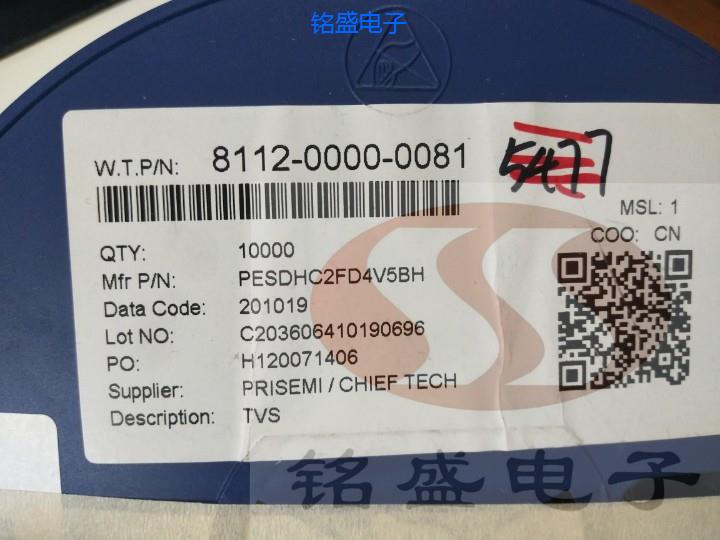 铭盛电子
W.T.P/N: 8112-0000-0081
5477
MSL: 1
COO: CN
QTY: 10000
Mfr P/N: PESDHC2FD4V5BH
Data Code: 201019
Lot NO: C203606410190696
PO: H120071406
Supplier: PRISEMI / CHIEF TECH
Description: TVS
铭盛电子